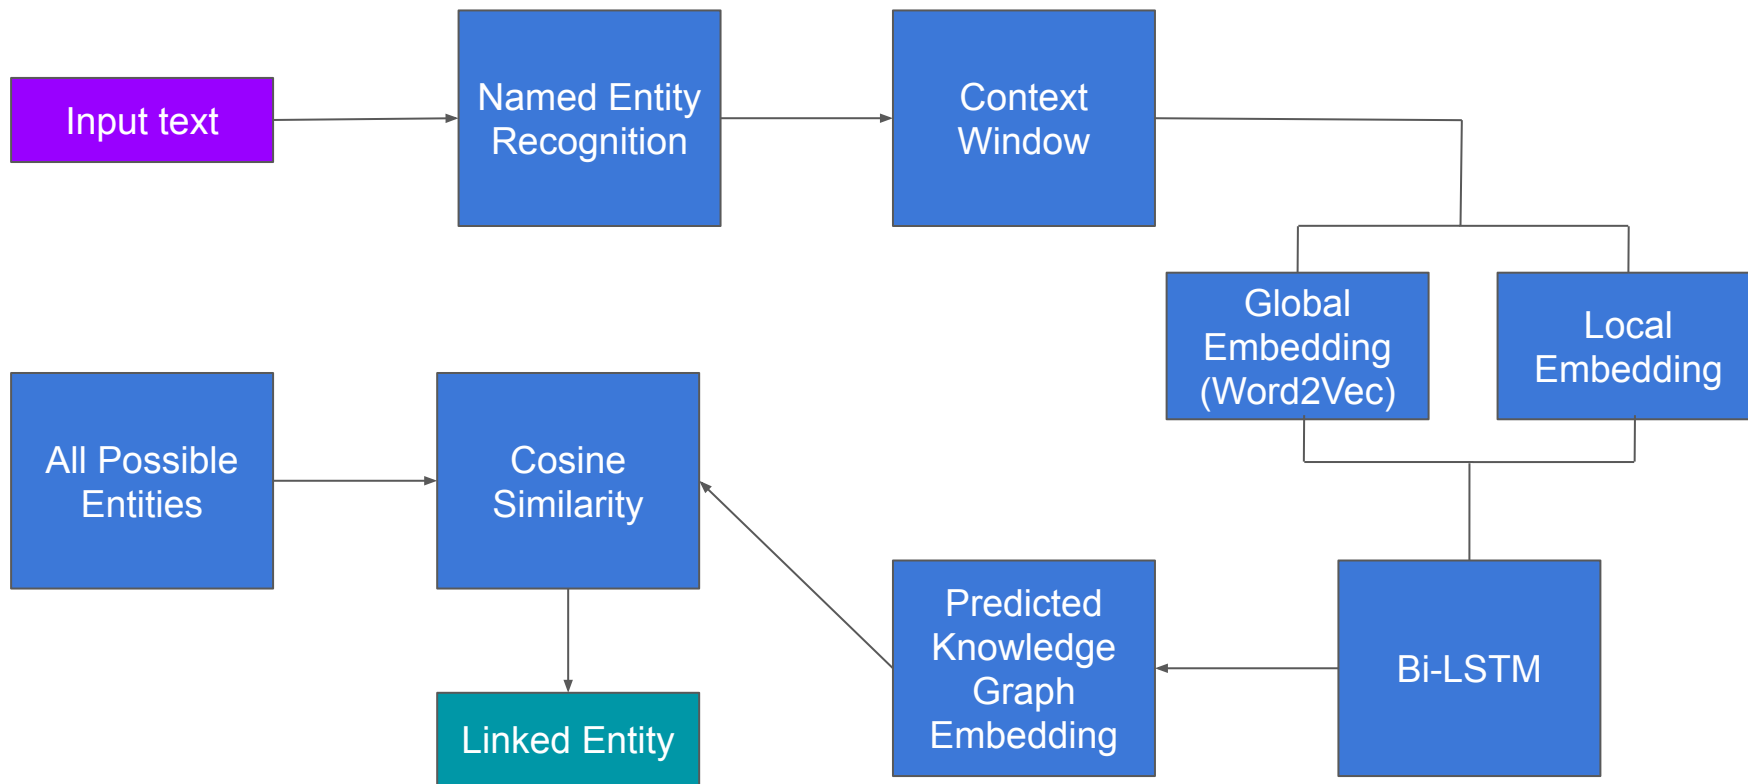 Input text
Named Entity
Recognition
Context
Window
Global
Embedding
(Word2Vec)
Local
Embedding
All Possible
Entities
Cosine
Similarity
Predicted
Knowledge
Graph
Embedding
Bi-LSTM
Linked Entity